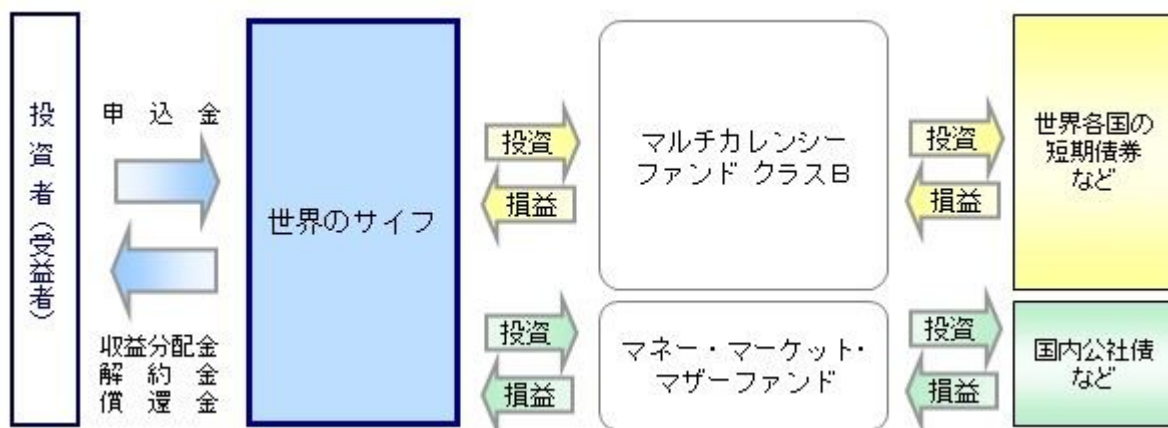 投資者(受益者)
申 込 金
収益分配金
解 約 金
償 還 金
世界のサイフ
投資
損益
マルチカレンシー
ファンド クラスB
投資
損益
世界各国の
短期債券
など
投資
損益
マネー・マーケット・
マザーファンド
投資
損益
国内公社債
など